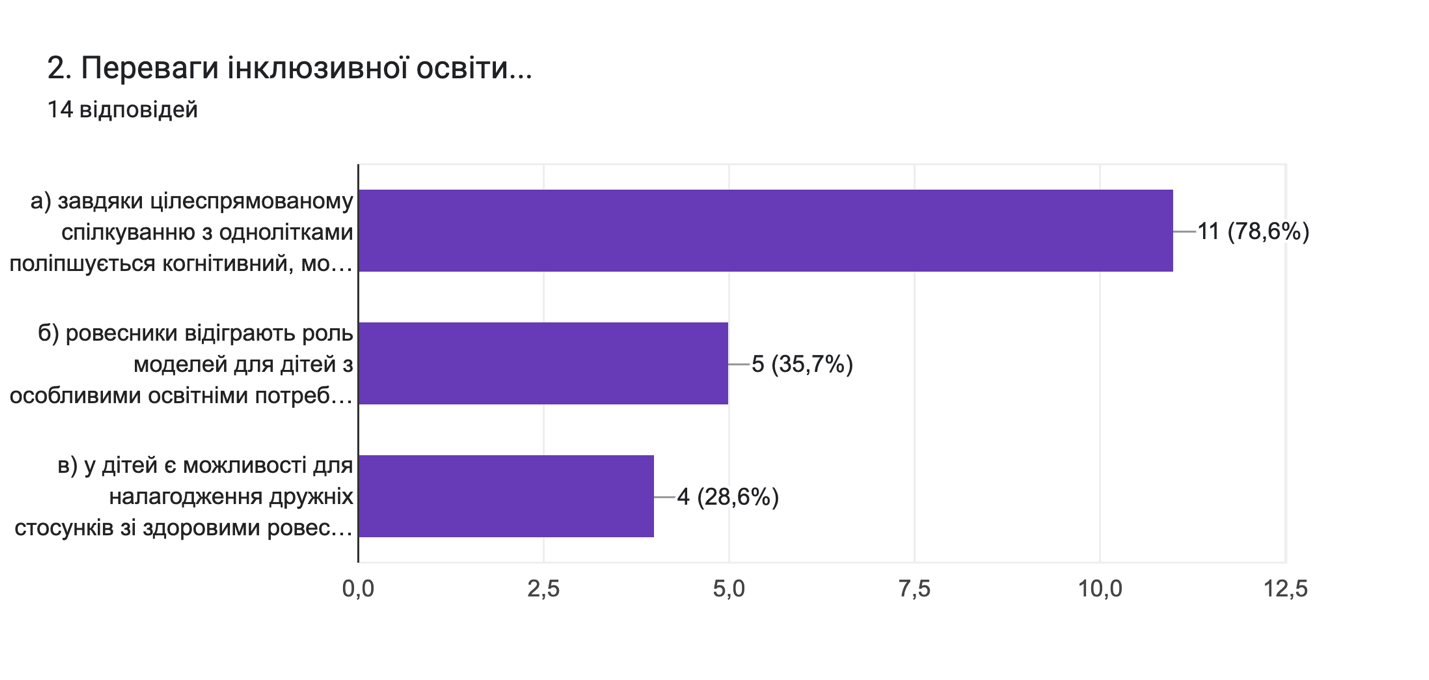 2. Переваги інклюзивної освіти...
14 відповідей
а) завдяки цілеспрямованому
спілкуванню з однолітками
поліпшується когнітивний, мо…
11 (78,6%)
б) ровесники відіграють роль
моделей для дітей з
особливими освітніми потреб…
5 (35,7%)
в) у дітей є можливості для
налагодження дружніх
стосунків зі здоровими ровес…
4 (28,6%)
0,0 2,5 5,0 7,5 10,0 12,5